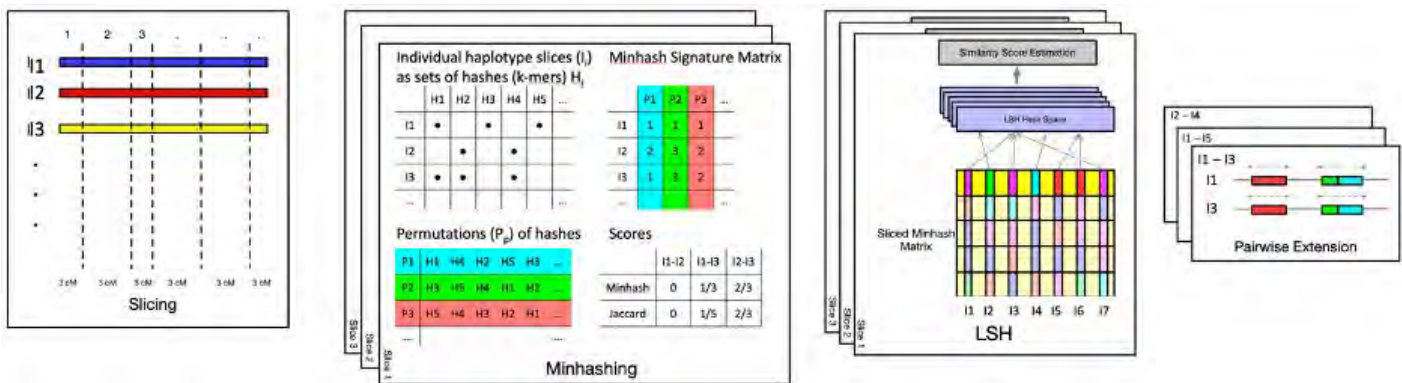 1 2 3 . . .
I1
I2
I3
.
.
.
3 cM 3 cM 3 cM 3 cM 3 cM 3 cM
Slicing
Individual haplotype slices (Ii)
as sets of hashes (k-mers) Hj
H1 H2 H3 H4 H5 ...
I1 • • •
I2 • •
I3 • • •
...
Minhash Signature Matrix
P1 P2 P3 ...
I1 1 1 1
I2 2 3 2
I3 1 3 2
...
Permutations (Pp) of hashes
P1 H1 H4 H2 H5 H3 ...
P2 H3 H5 H4 H1 H2 ...
P3 H5 H4 H3 H2 H1 ...
....
Scores
I1-I2 I1-I3 I2-I3
Minhash 0 1/3 2/3
Jaccard 0 1/5 2/3
Minhashing
Slice 3
Slice 2
Slice 1
Similarity Score Estimation
LSH Hash Space
Sliced Minhash
Matrix
I1 I2 I3 I4 I5 I6 I7
LSH
Slice 3
Slice 2
Slice 1
I2 – I4
I1 – I5
I1 – I3
I1
I3
Pairwise Extension